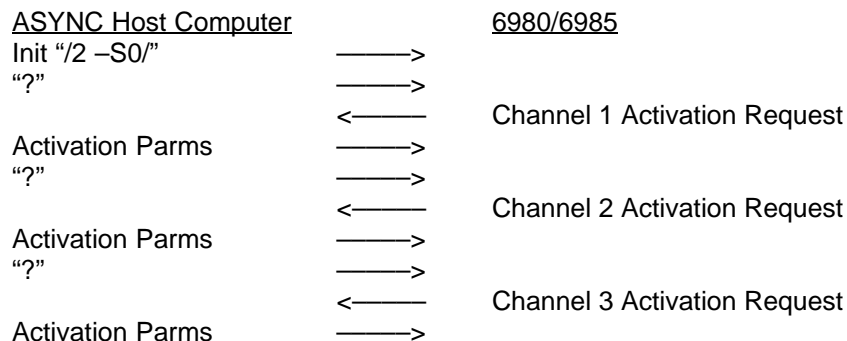 ASYNC Host Computer 6980/6985
Init “/2 –S0/” ———>
“?” ———>
<——— Channel 1 Activation Request
Activation Parms ———>
“?” ———>
<——— Channel 2 Activation Request
Activation Parms ———>
“?” ———>
<——— Channel 3 Activation Request
Activation Parms ———>